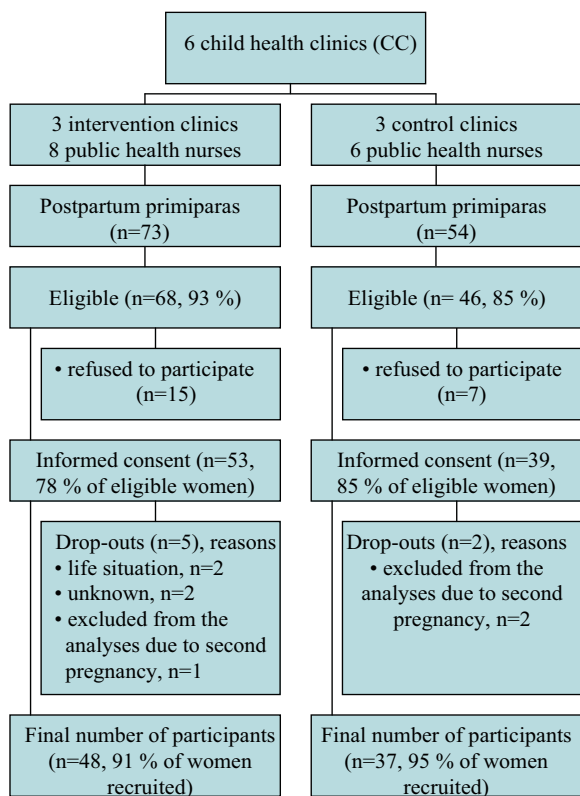 6 child health clinics (CC)
3 intervention clinics
8 public health nurses
3 control clinics
6 public health nurses
Postpartum primiparas
(n=73)
Postpartum primiparas
(n=54)
Eligible (n=68, 93 %)
Eligible (n= 46, 85 %)
• refused to participate
(n=15)
• refused to participate
(n=7)
Informed consent (n=53,
78 % of eligible women)
Informed consent (n=39,
85 % of eligible women)
Drop-outs (n=5), reasons
• life situation, n=2
• unknown, n=2
• excluded from the
analyses due to second
pregnancy, n=1
Drop-outs (n=2), reasons
• excluded from the
analyses due to second
pregnancy, n=2
Final number of participants
(n=48, 91 % of women
recruited)
Final number of participants
(n=37, 95 % of women
recruited)